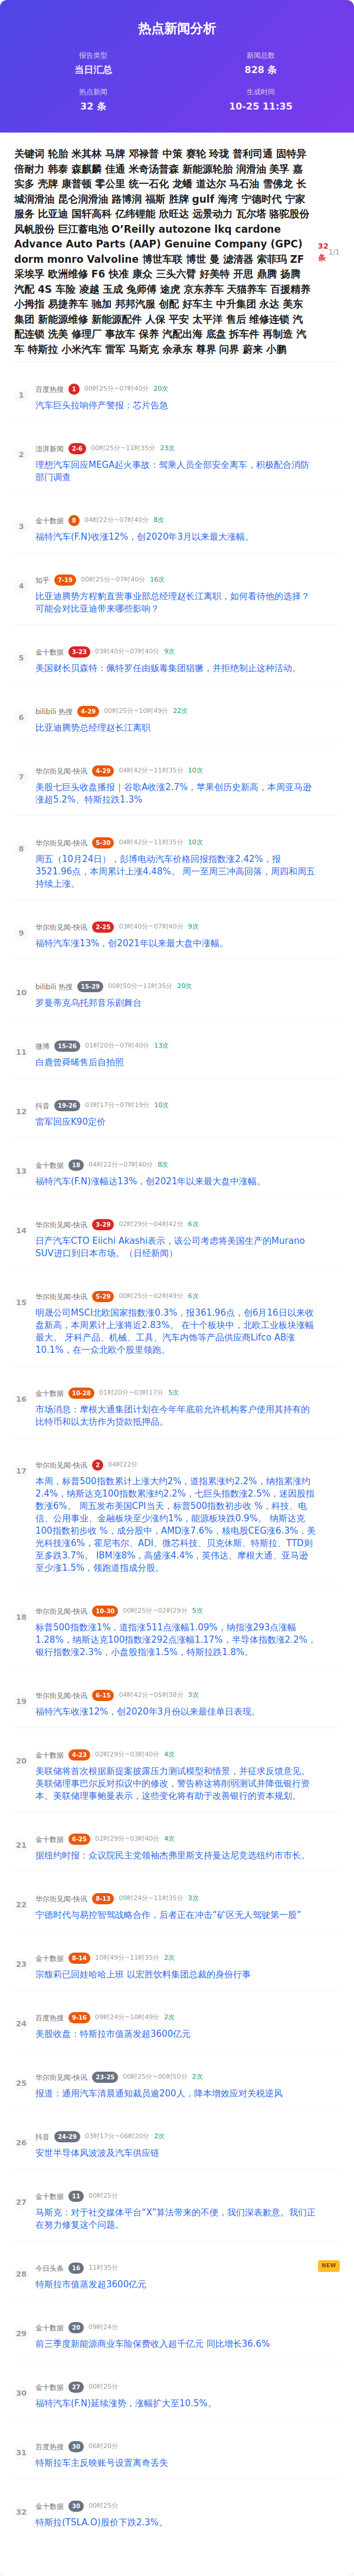 热点新闻分析
报告类型
当日汇总
新闻总数
828 条
热点新闻
32 条
生成时间
10-25 11:35
关键词 轮胎 米其林 马牌 邓禄普 中策 赛轮 玲珑 普利司通 固特异
倍耐力 韩泰 森麒麟 佳通 米奇汤普森 新能源轮胎 润滑油 美孚 嘉
实多 壳牌 康普顿 零公里 统一石化 龙蟠 道达尔 马石油 雪佛龙 长
城润滑油 昆仑润滑油 路博润 福斯 胜牌 gulf 海湾 宁德时代 宁家
服务 比亚迪 国轩高科 亿纬锂能 欣旺达 远景动力 瓦尔塔 骆驼股份
风帆股份 巨江蓄电池 O’Reilly autozone lkq cardone
Advance Auto Parts (AAP) Genuine Company (GPC)
dorm monro Valvoline 博世车联 博世 曼 滤清器 索菲玛 ZF
采埃孚 欧洲维修 F6 快准 康众 三头六臂 好美特 开思 鼎腾 扬腾
汽配 4S 车险 凌越 玉成 兔师傅 途虎 京东养车 天猫养车 百援精养
小拇指 易捷养车 驰加 邦邦汽服 创配 好车主 中升集团 永达 美东
集团 新能源维修 新能源配件 人保 平安 太平洋 售后 维修连锁 汽
配连锁 洗美 修理厂 事故车 保养 汽配出海 底盘 拆车件 再制造 汽
车 特斯拉 小米汽车 雷军 马斯克 余承东 尊界 问界 蔚来 小鹏
32
条
1/1
1
百度热搜 1 00时25分~07时40分 20次
汽车巨头拉响停产警报：芯片告急
2
澎湃新闻 2-6 00时25分~11时35分 23次
理想汽车回应MEGA起火事故：驾乘人员全部安全离车，积极配合消防
部门调查
3
金十数据 8 04时22分~07时40分 8次
福特汽车(F.N)收涨12%，创2020年3月以来最大涨幅。
4
知乎 7-19 00时25分~07时40分 16次
比亚迪腾势方程豹直营事业部总经理赵长江离职，如何看待他的选择？
可能会对比亚迪带来哪些影响？
5
金十数据 3-23 03时40分~07时40分 9次
美国财长贝森特：佩特罗任由贩毒集团猖獗，并拒绝制止这种活动。
6
bilibili 热搜 4-29 00时25分~10时49分 22次
比亚迪腾势总经理赵长江离职
7
华尔街见闻-快讯 4-29 04时42分~11时35分 10次
美股七巨头收盘播报｜谷歌A收涨2.7%，苹果创历史新高，本周亚马逊
涨超5.2%、特斯拉跌1.3%
8
华尔街见闻-快讯 5-30 04时42分~11时35分 10次
周五（10月24日），彭博电动汽车价格回报指数涨2.42%，报
3521.96点，本周累计上涨4.48%。 周一至周三冲高回落，周四和周五
持续上涨。
9
华尔街见闻-快讯 2-25 03时40分~07时40分 9次
福特汽车涨13%，创2021年以来最大盘中涨幅。
10
bilibili 热搜 15-29 00时50分~11时35分 20次
罗曼蒂克乌托邦音乐剧舞台
11
微博 15-26 01时20分~07时40分 13次
白鹿曾舜晞售后自拍照
12
抖音 19-26 03时17分~07时19分 10次
雷军回应K90定价
13
金十数据 18 04时22分~07时40分 8次
福特汽车(F.N)涨幅达13%，创2021年以来最大盘中涨幅。
14
华尔街见闻-快讯 3-29 02时29分~04时42分 6次
日产汽车CTO Eiichi Akashi表示，该公司考虑将美国生产的Murano
SUV进口到日本市场。（日经新闻）
15
华尔街见闻-快讯 5-29 00时25分~02时49分 6次
明晟公司MSCI北欧国家指数涨0.3%，报361.96点，创6月16日以来收
盘新高，本周累计上涨将近2.83%。 在十个板块中，北欧工业板块涨幅
最大。 牙科产品、机械、工具、汽车内饰等产品供应商Lifco AB涨
10.1%，在一众北欧个股里领跑。
16
金十数据 10-28 01时20分~03时17分 5次
市场消息：摩根大通集团计划在今年年底前允许机构客户使用其持有的
比特币和以太坊作为贷款抵押品。
17
华尔街见闻-快讯 2 04时22分
本周，标普500指数累计上涨大约2%，道指累涨约2.2%，纳指累涨约
2.4%，纳斯达克100指数累涨约2.2%，七巨头指数涨2.5%，迷因股指
数涨6%。 周五发布美国CPI当天，标普500指数初步收 %，科技、电
信、公用事业、金融板块至少涨约1%，能源板块跌0.9%。 纳斯达克
100指数初步收 %，成分股中，AMD涨7.6%，核电股CEG涨6.3%，美
光科技涨6%，霍尼韦尔、ADI、微芯科技、贝克休斯、特斯拉、TTD则
至多跌3.7%。 IBM涨8%，高盛涨4.4%，英伟达、摩根大通、亚马逊
至少涨1.5%，领跑道指成分股。
18
华尔街见闻-快讯 10-30 00时25分~02时29分 5次
标普500指数涨1%，道指涨511点涨幅1.09%，纳指涨293点涨幅
1.28%，纳斯达克100指数涨292点涨幅1.17%，半导体指数涨2.2%，
银行指数涨2.3%，小盘股指涨1.5%，特斯拉跌1.8%。
19
华尔街见闻-快讯 6-15 04时42分~05时38分 3次
福特汽车收涨12%，创2020年3月份以来最佳单日表现。
20
金十数据 4-23 02时29分~03时40分 4次
美联储将首次根据新提案披露压力测试模型和情景，并征求反馈意见。
美联储理事巴尔反对拟议中的修改，警告称这将削弱测试并降低银行资
本。美联储理事鲍曼表示，这些变化将有助于改善银行的资本规划。
21
金十数据 6-25 02时29分~03时40分 4次
据纽约时报：众议院民主党领袖杰弗里斯支持曼达尼竞选纽约市市长。
22
华尔街见闻-快讯 8-13 09时24分~11时35分 3次
宁德时代与易控智驾战略合作，后者正在冲击“矿区无人驾驶第一股”
23
金十数据 8-14 10时49分~11时35分 2次
宗馥莉已回娃哈哈上班 以宏胜饮料集团总裁的身份行事
24
百度热搜 9-16 09时24分~10时49分 2次
美股收盘：特斯拉市值蒸发超3600亿元
25
华尔街见闻-快讯 23-25 00时25分~00时50分 2次
报道：通用汽车清晨通知裁员逾200人，降本增效应对关税逆风
26
抖音 24-29 03时17分~06时20分 2次
安世半导体风波波及汽车供应链
27
金十数据 11 00时25分
马斯克：对于社交媒体平台“X”算法带来的不便，我们深表歉意。我们正
在努力修复这个问题。
28
今日头条 16 11时35分
NEW
特斯拉市值蒸发超3600亿元
29
金十数据 20 09时24分
前三季度新能源商业车险保费收入超千亿元 同比增长36.6%
30
金十数据 27 00时25分
福特汽车(F.N)延续涨势，涨幅扩大至10.5%。
31
百度热搜 30 06时20分
特斯拉车主反映账号设置离奇丢失
32
金十数据 30 00时25分
特斯拉(TSLA.O)股价下跌2.3%。